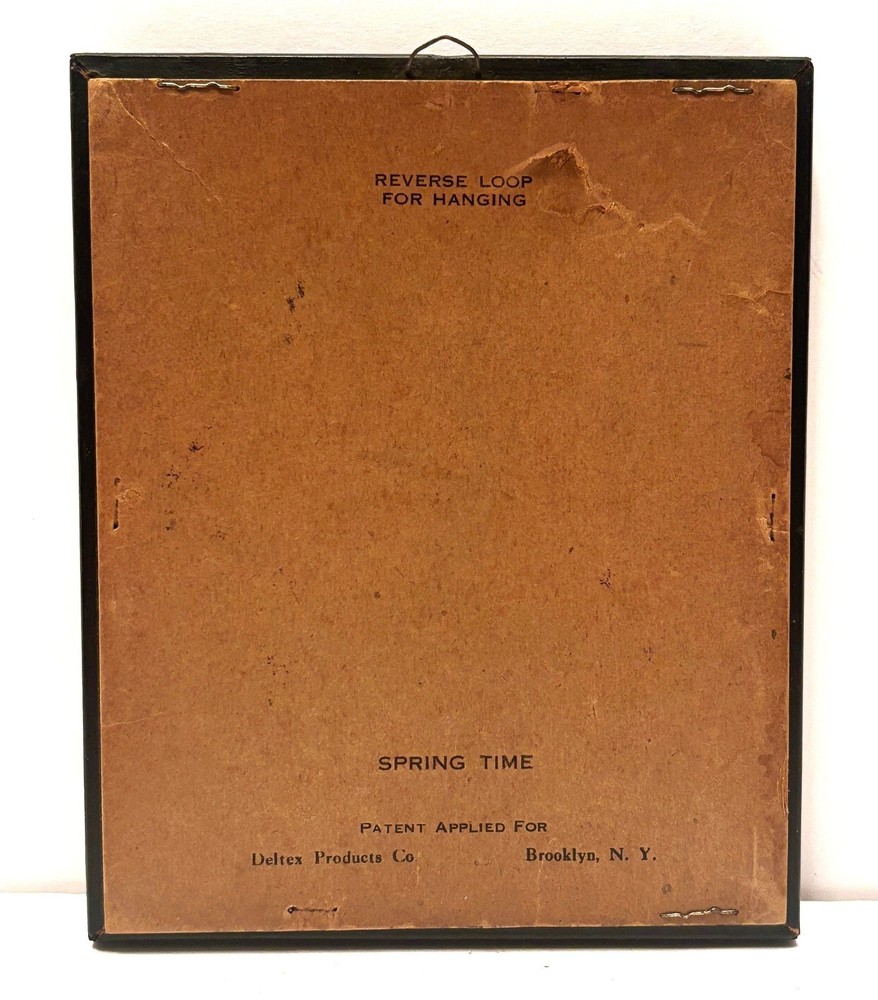 REVERSE LOOP
FOR HANGING
SPRING TIME
PATENT APPLIED FOR
Deltex Products Co Brooklyn, N. Y.